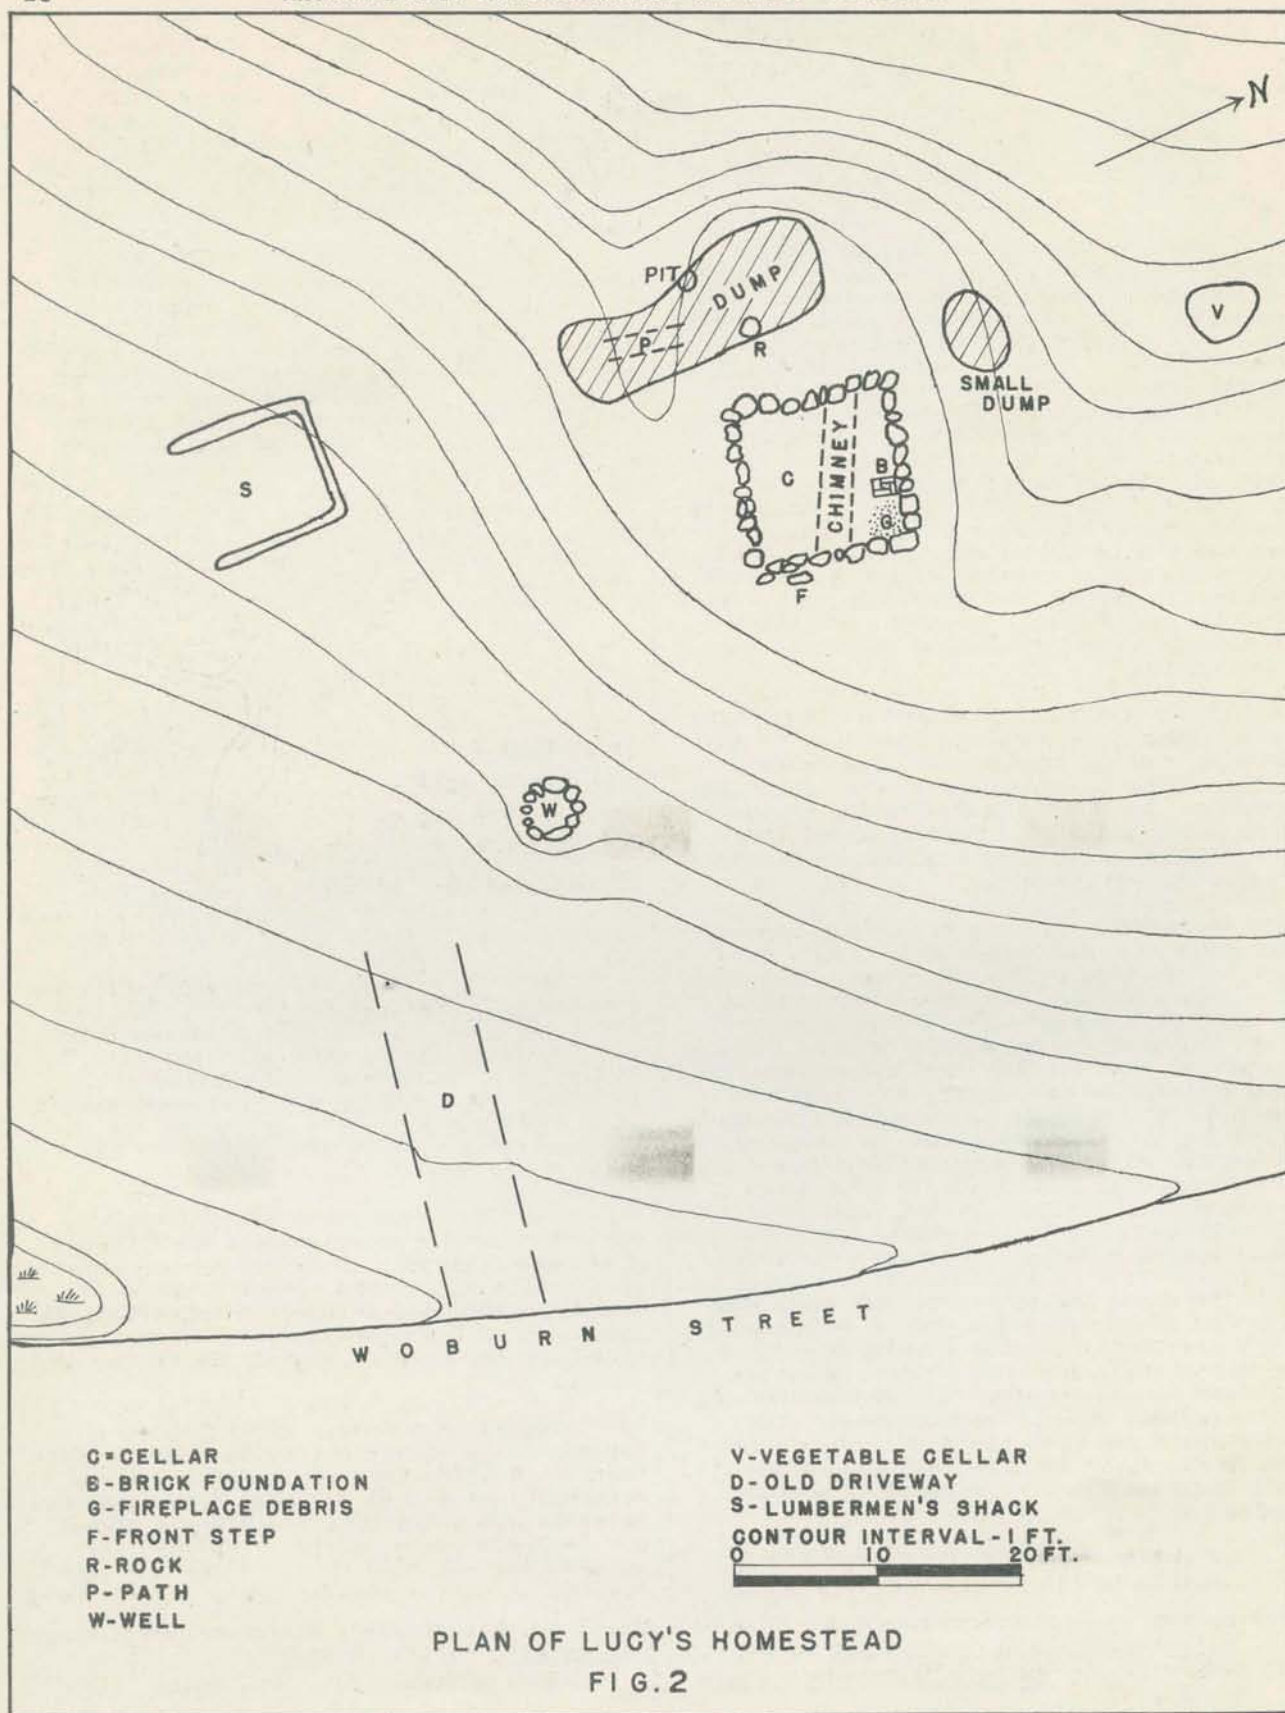 N
PIT
DUMP
P
R
V
SMALL
DUMP
S
C
CHIMNEY
B
G
F
W
D
WOBURN STREET
C=CELLAR
B-BRICK FOUNDATION
G-FIREPLACE DEBRIS
F-FRONT STEP
R-ROCK
P-PATH
W-WELL
V-VEGETABLE CELLAR
D-OLD DRIVEWAY
S-LUMBERMEN'S SHACK
CONTOUR INTERVAL-1 FT.
0 10 20 FT.
PLAN OF LUCY'S HOMESTEAD
FIG. 2